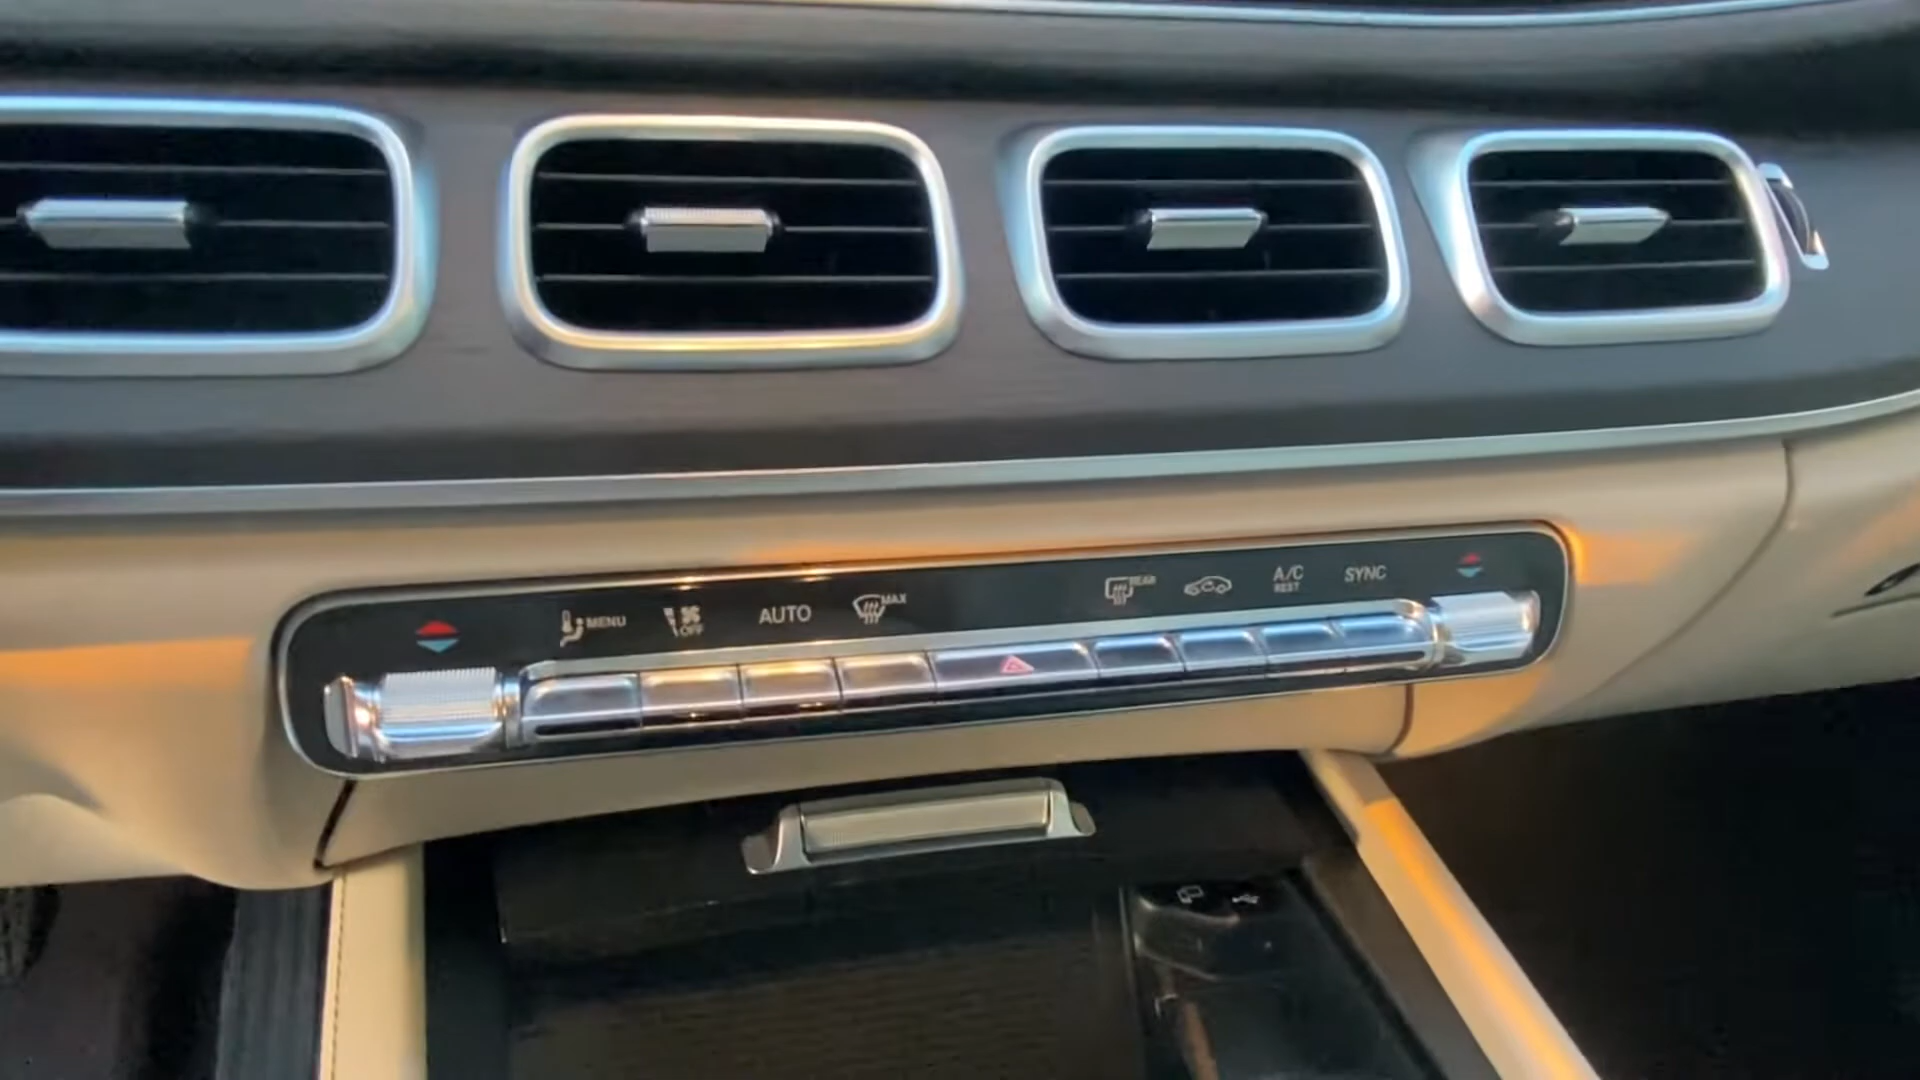 MENU
OFF
AUTO
MAX
REAR
A/C
REST
SYNC